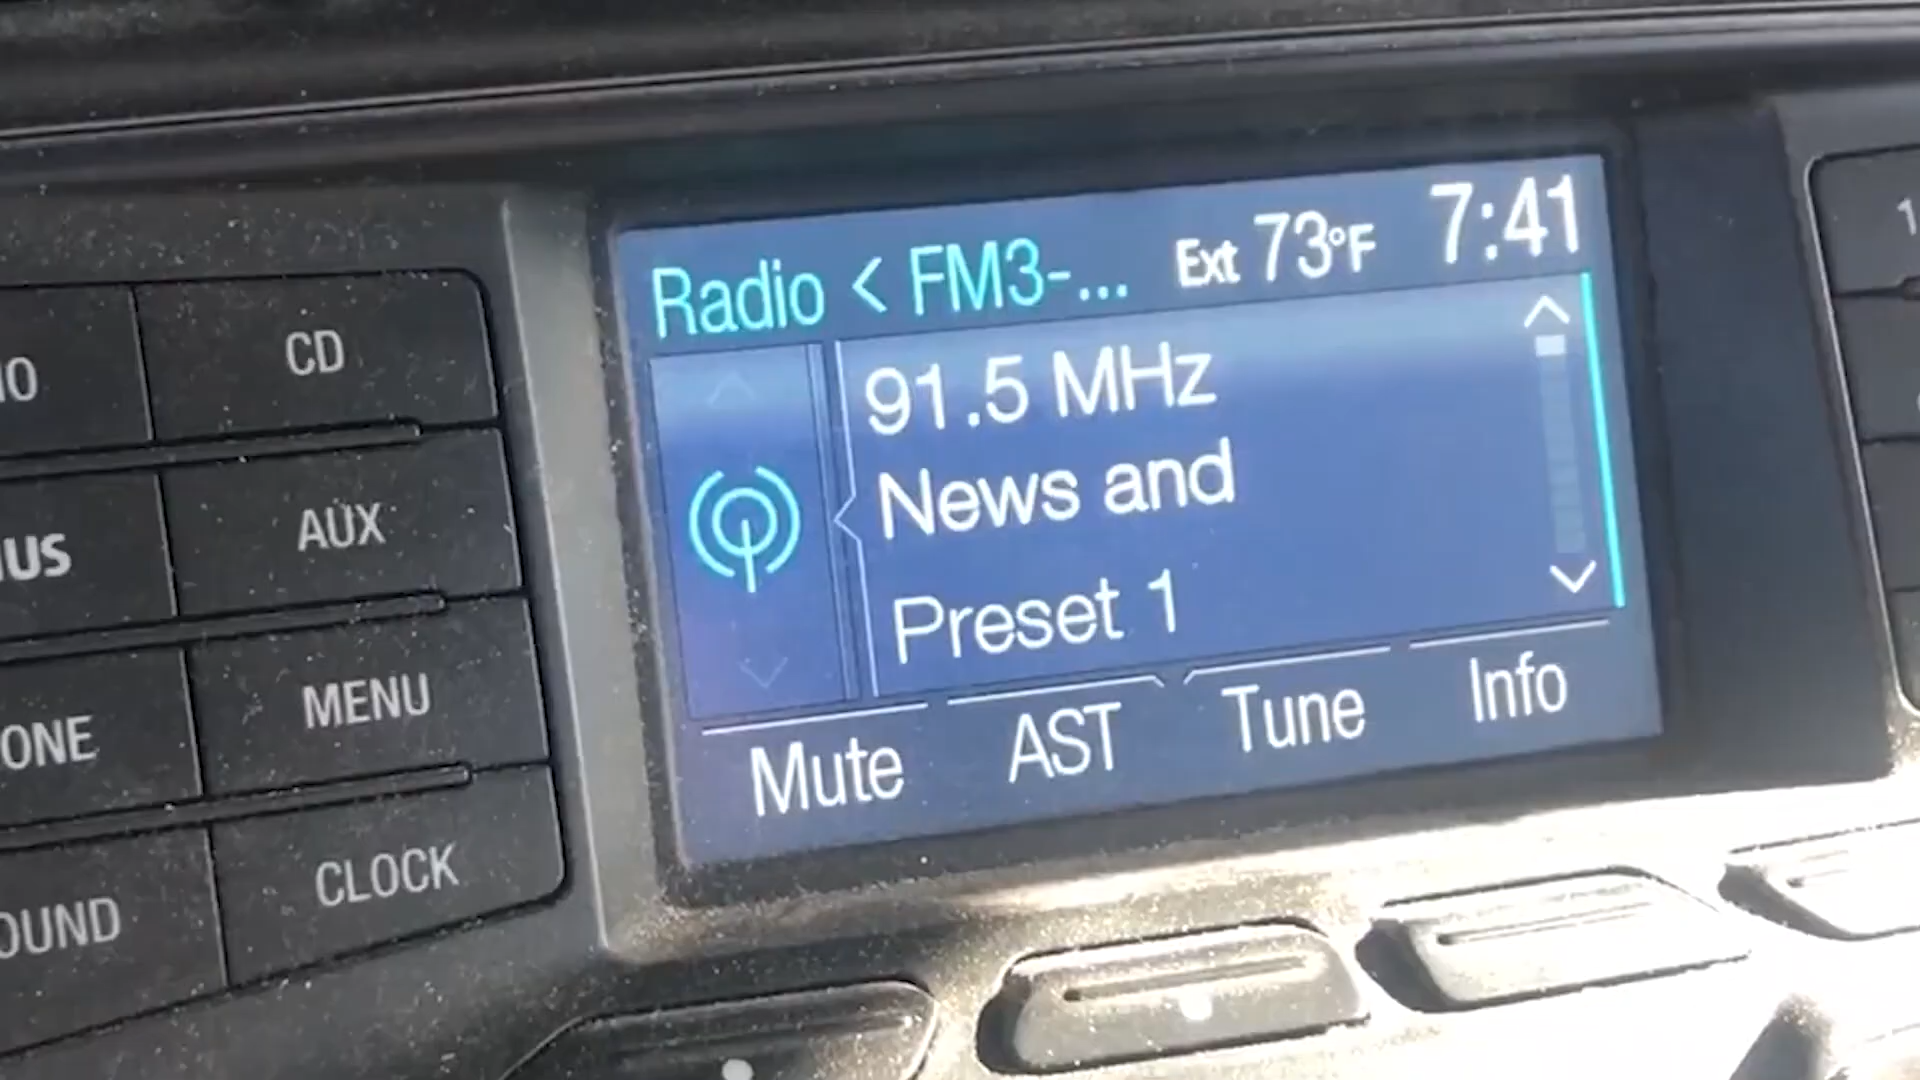 Radio < FM3-... Ext 73°F 7:41
91.5 MHz
News and
Preset 1
Mute AST Tune Info
CD
AUX
MENU
CLOCK